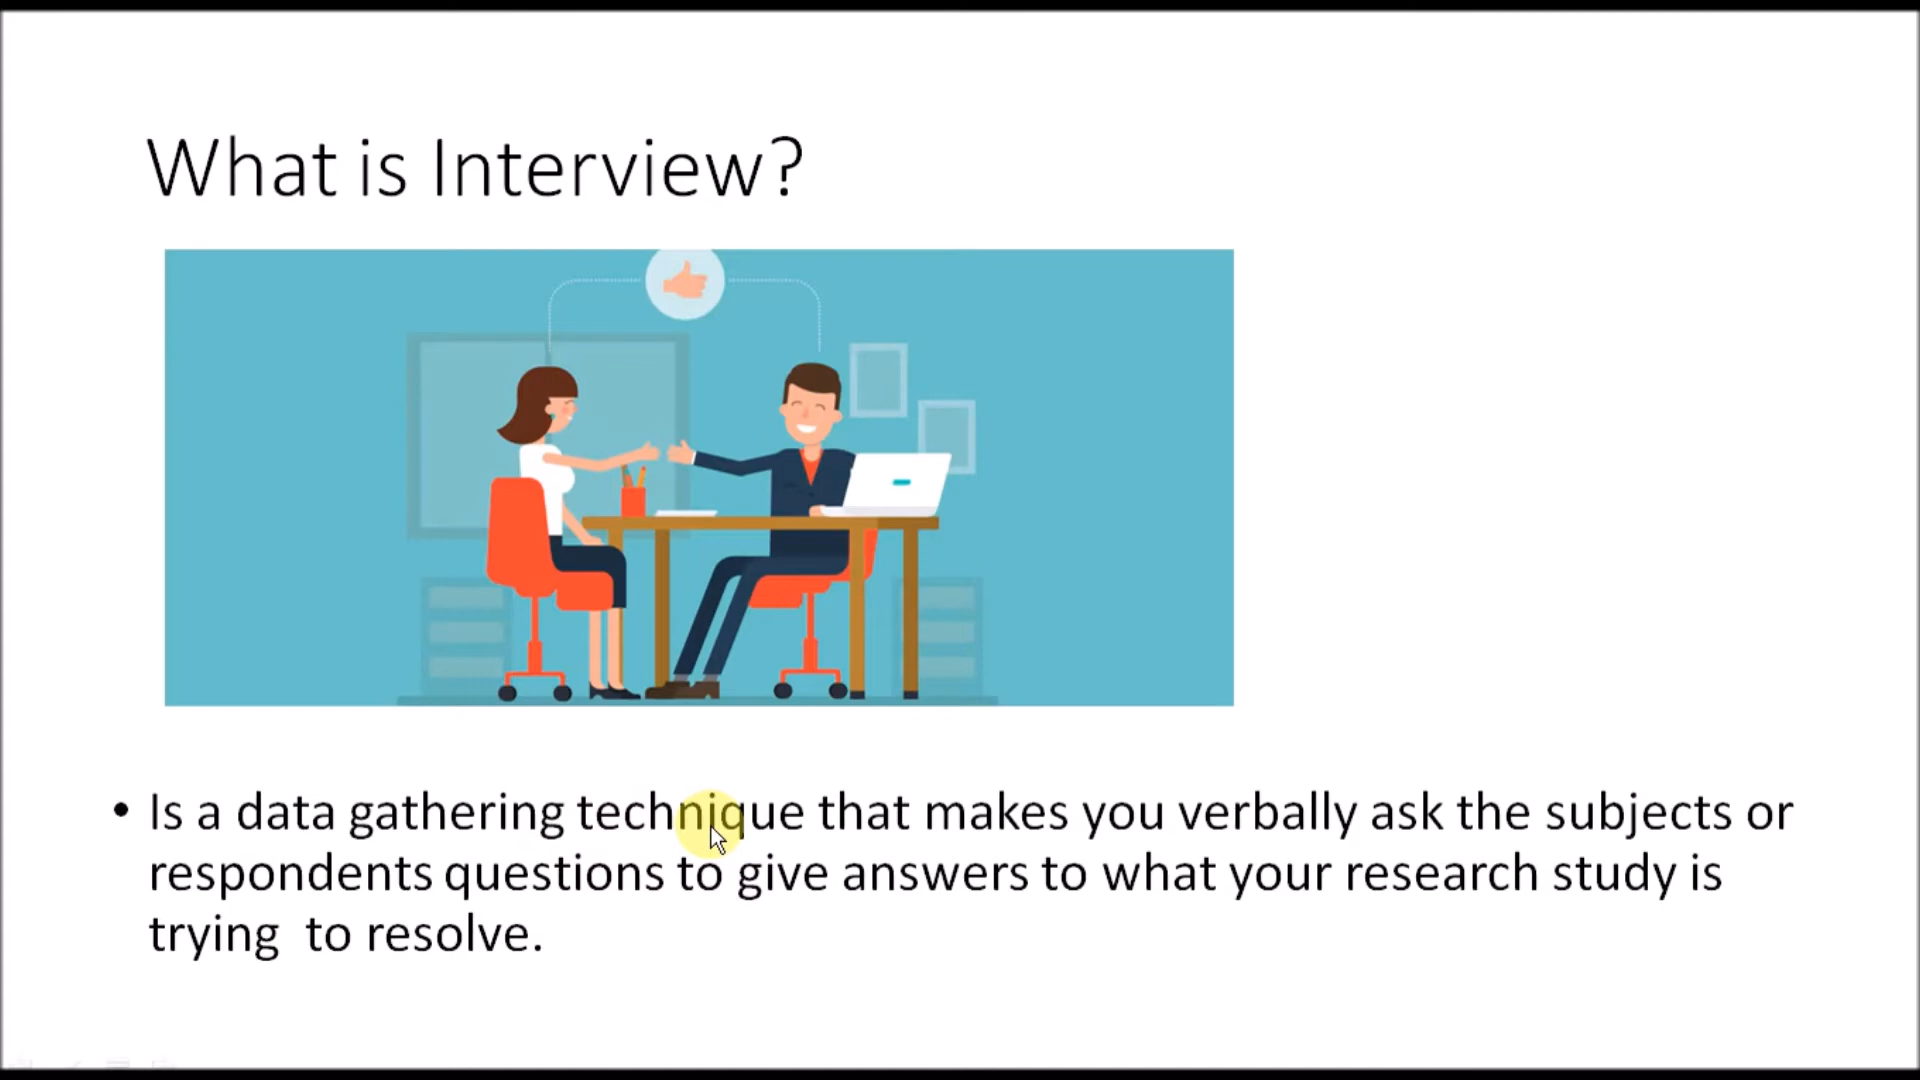 What is Interview?
• Is a data gathering technique that makes you verbally ask the subjects or
respondents questions to give answers to what your research study is
trying  to resolve.